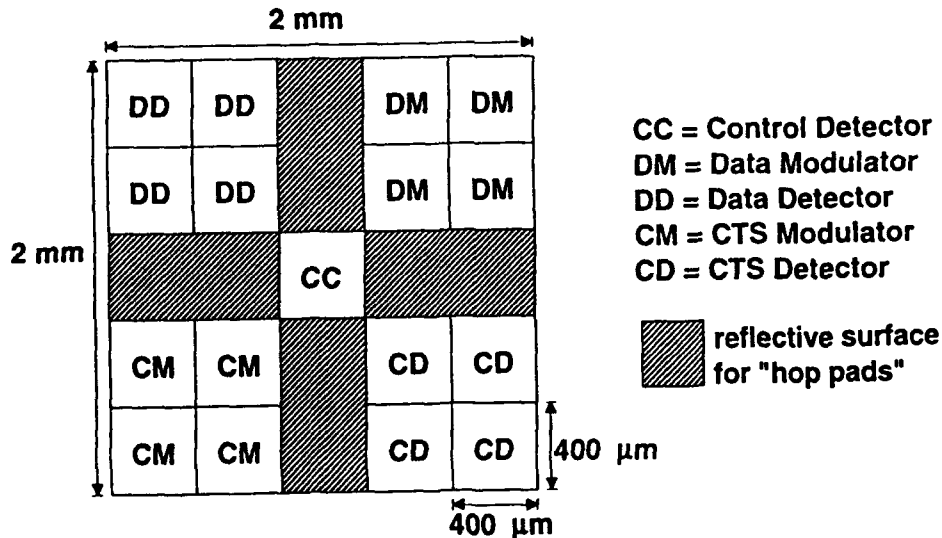 2 mm
DD DD DM DM
DD DD DM DM
2 mm
CC
CM CM CD CD
CM CM CD CD
400 µm
400 µm
CC = Control Detector
DM = Data Modulator
DD = Data Detector
CM = CTS Modulator
CD = CTS Detector
reflective surface
for "hop pads"